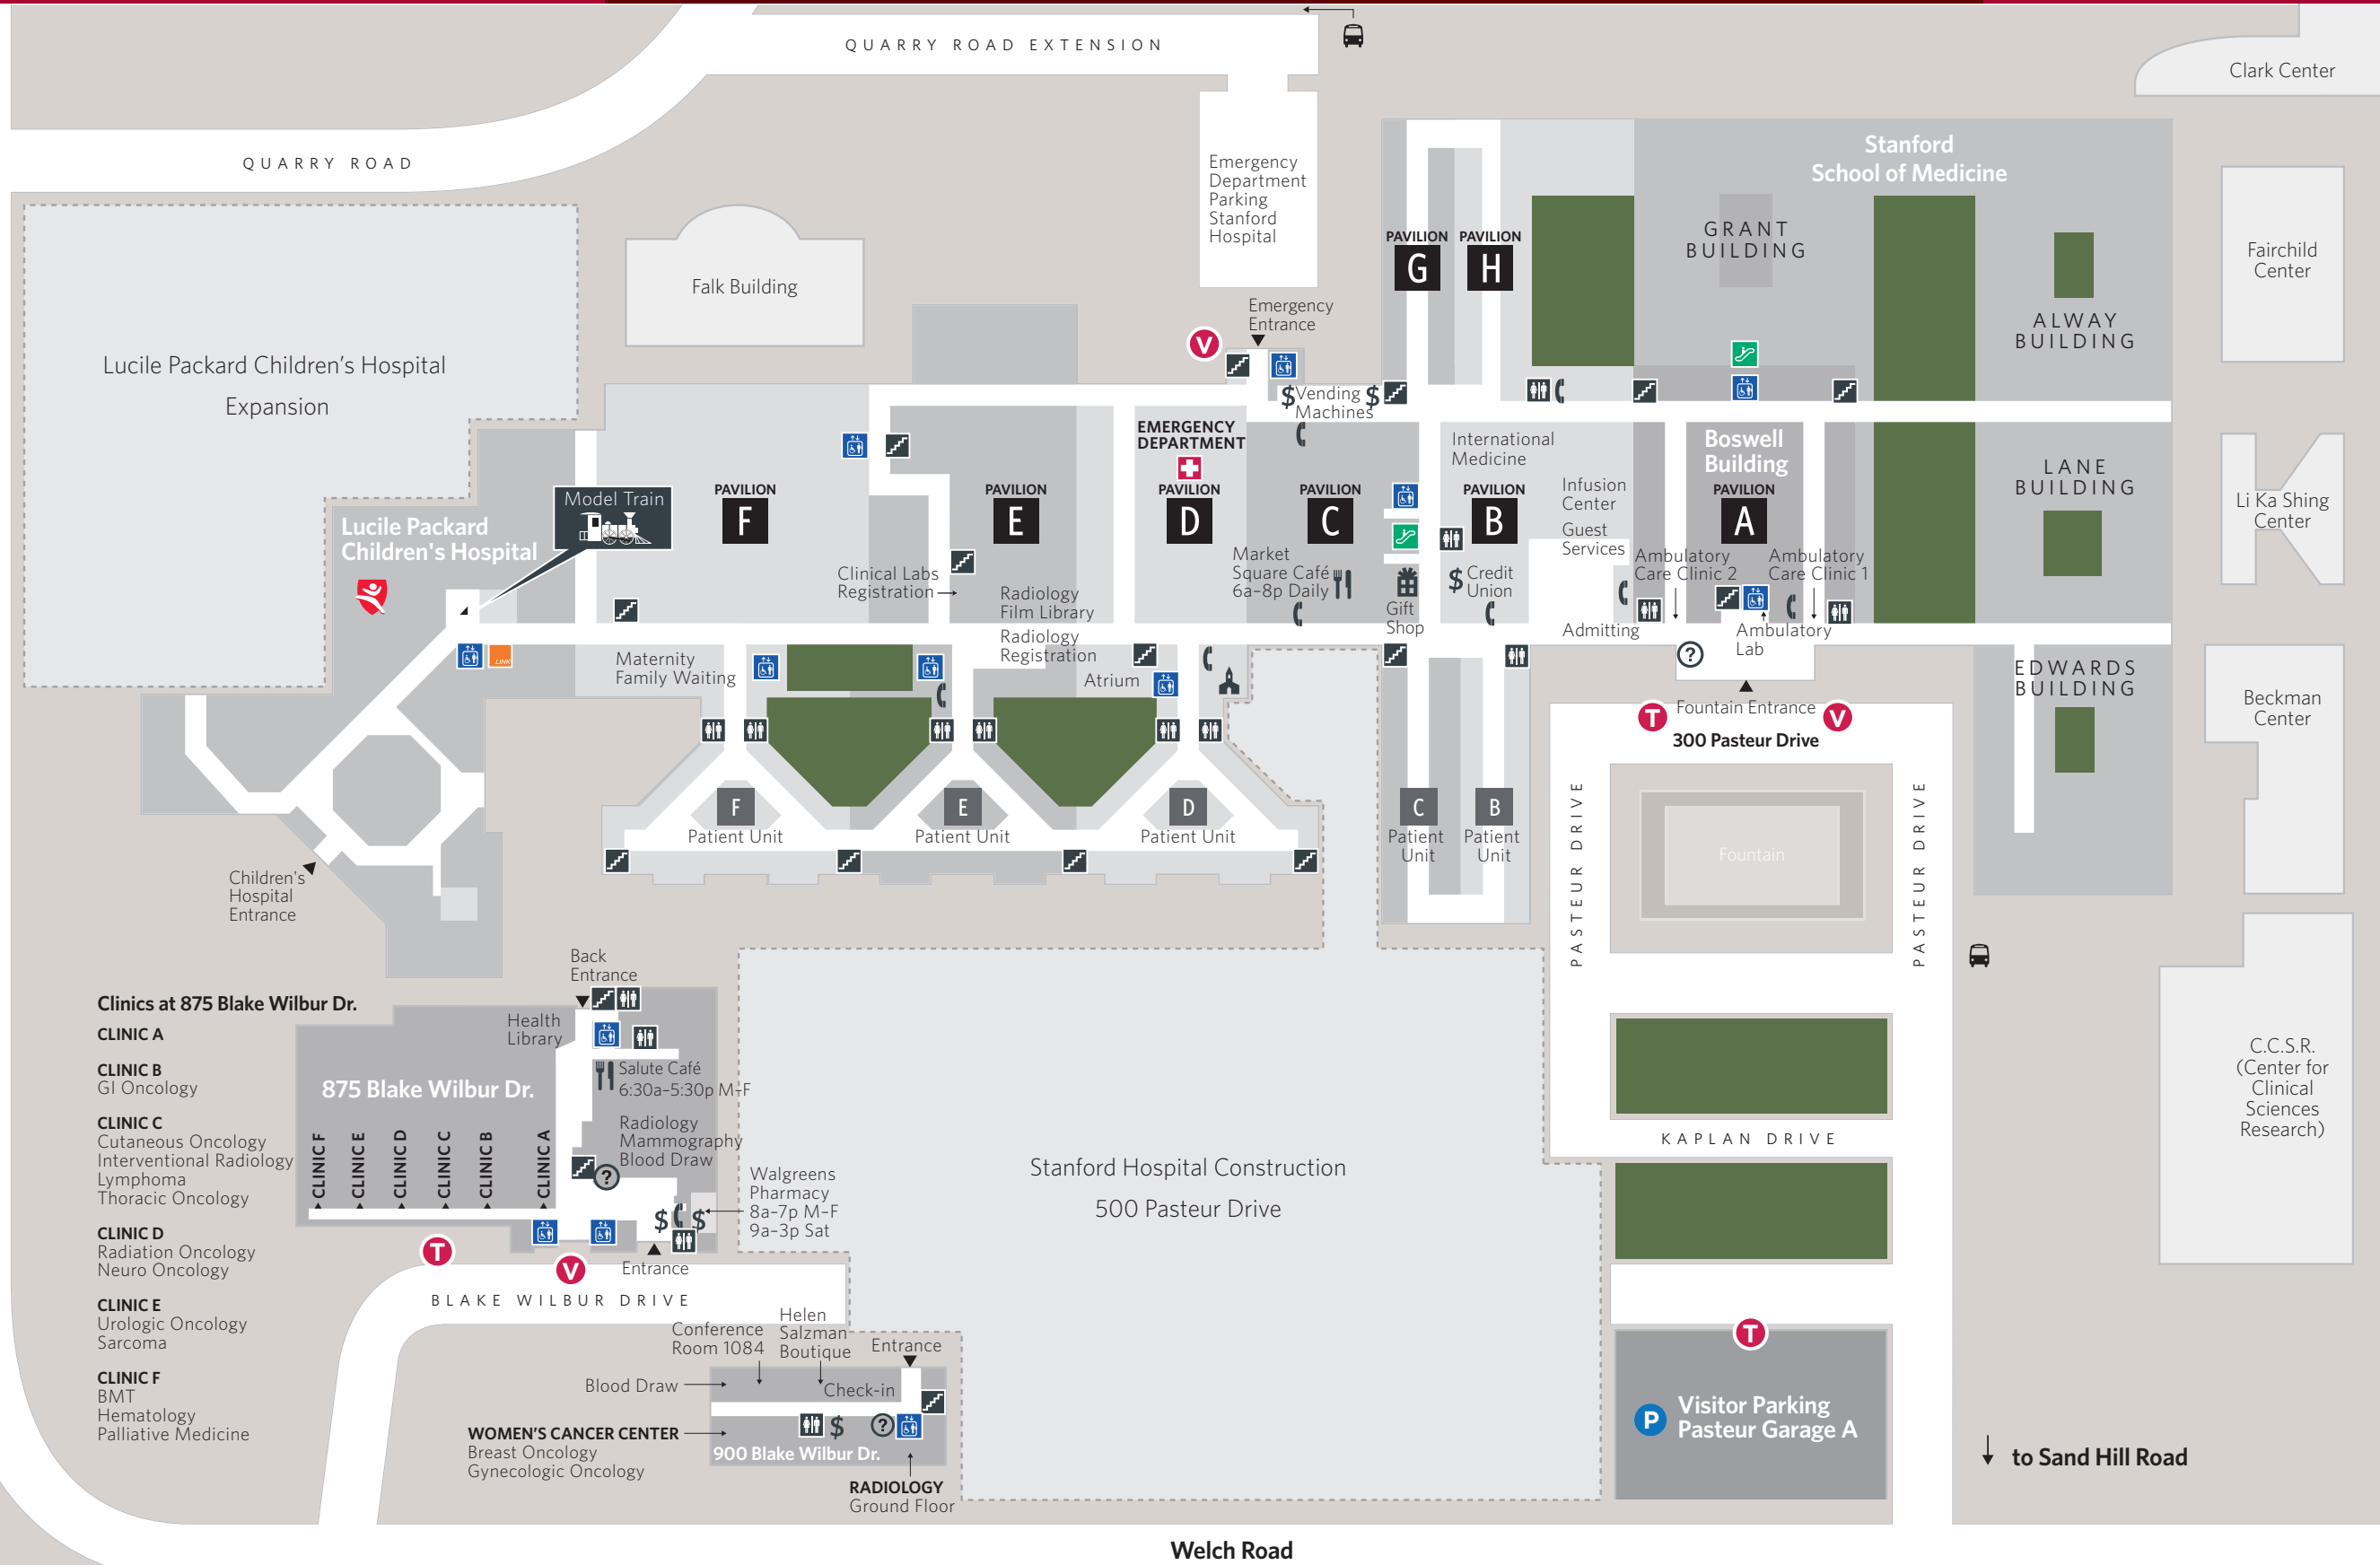 QUARRY ROAD EXTENSION
Clark Center
QUARRY ROAD
Emergency
Department
Parking
Stanford
Hospital
Stanford
School of Medicine
PAVILION
G
PAVILION
H
GRANT
BUILDING
Fairchild
Center
Falk Building
Emergency
Entrance
V
ALWAY
BUILDING
Lucile Packard Children's Hospital
Expansion
$
Vending
Machines
$
EMERGENCY
DEPARTMENT
International
Medicine
Boswell
Building
LANE
BUILDING
Model Train
Lucile Packard
Children's Hospital
PAVILION
F
PAVILION
E
PAVILION
D
PAVILION
C
PAVILION
B
Infusion
Center
Guest
Services
PAVILION
A
Li Ka Shing
Center
Clinical Labs
Registration
Radiology
Film Library
Market
Square Café
6a–8p Daily
Gift
Shop
$
Credit
Union
Ambulatory
Care Clinic 2
Ambulatory
Care Clinic 1
Admitting
Ambulatory
Lab
LINK
Maternity
Family Waiting
Radiology
Registration
Atrium
?
EDWARDS
BUILDING
Beckman
Center
T
Fountain Entrance
V
300 Pasteur Drive
F
Patient Unit
E
Patient Unit
D
Patient Unit
C
Patient
Unit
B
Patient
Unit
PASTEUR DRIVE
Fountain
PASTEUR DRIVE
Children's
Hospital
Entrance
Back
Entrance
Clinics at 875 Blake Wilbur Dr.
CLINIC A
CLINIC B
GI Oncology
CLINIC C
Cutaneous Oncology
Interventional Radiology
Lymphoma
Thoracic Oncology
CLINIC D
Radiation Oncology
Neuro Oncology
CLINIC E
Urologic Oncology
Sarcoma
CLINIC F
BMT
Hematology
Palliative Medicine
Health
Library
875 Blake Wilbur Dr.
Salute Café
6:30a–5:30p M–F
Radiology
Mammography
Blood Draw
CLINIC F
CLINIC E
CLINIC D
CLINIC C
CLINIC B
CLINIC A
?
$
$
Walgreens
Pharmacy
8a–7p M–F
9a–3p Sat
T
V
Entrance
BLAKE WILBUR DRIVE
Stanford Hospital Construction
500 Pasteur Drive
C.C.S.R.
(Center for
Clinical
Sciences
Research)
KAPLAN DRIVE
Conference
Room 1084
Helen
Salzman
Boutique
Entrance
Blood Draw
Check-in
WOMEN'S CANCER CENTER
Breast Oncology
Gynecologic Oncology
$
?
900 Blake Wilbur Dr.
RADIOLOGY
Ground Floor
T
P
Visitor Parking
Pasteur Garage A
to Sand Hill Road
Welch Road